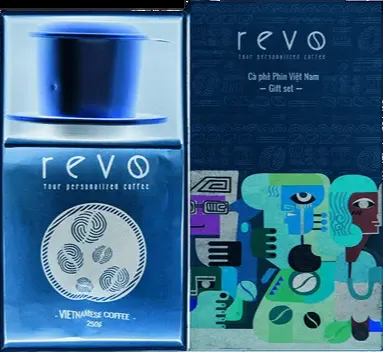 revo
Your personalized coffee
VIETNAMESE COFFEE
250g
revo
Your personalized coffee
Cà phê Phin Việt Nam
– Gift set –